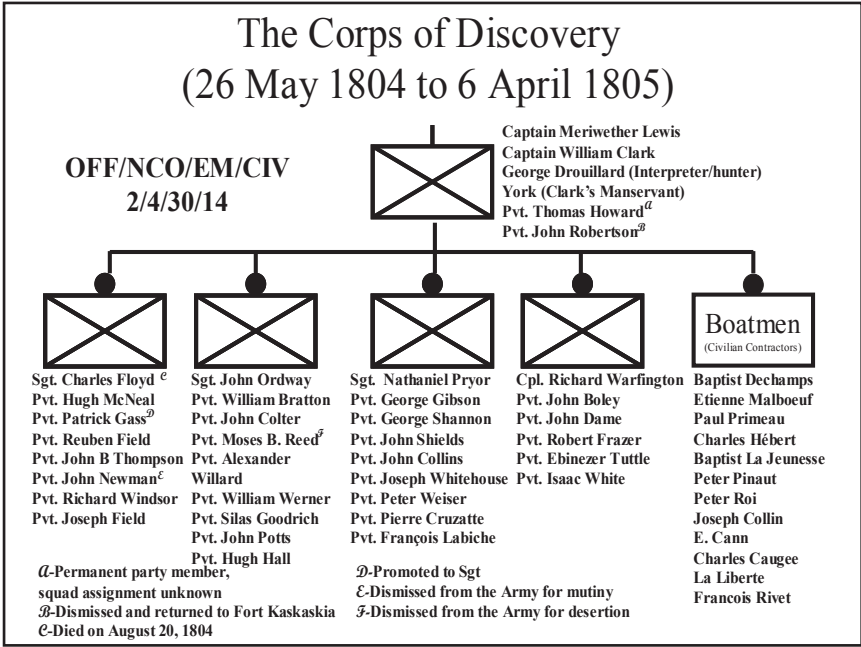 The Corps of Discovery
(26 May 1804 to 6 April 1805)
OFF/NCO/EM/CIV
2/4/30/14
Captain Meriwether Lewis
Captain William Clark
George Drouillard (Interpreter/hunter)
York (Clark's Manservant)
Pvt. Thomas Howard A
Pvt. John Robertson B
Sgt. Charles Floyd C
Pvt. Hugh McNeal
Pvt. Patrick Gass D
Pvt. Reuben Field
Pvt. John B Thompson
Pvt. John Newman E
Pvt. Richard Windsor
Pvt. Joseph Field
Sgt. John Ordway
Pvt. William Bratton
Pvt. John Colter
Pvt. Moses B. Reed F
Pvt. Alexander
Willard
Pvt. William Werner
Pvt. Silas Goodrich
Pvt. John Potts
Pvt. Hugh Hall
Sgt. Nathaniel Pryor
Pvt. George Gibson
Pvt. George Shannon
Pvt. John Shields
Pvt. John Collins
Pvt. Joseph Whitehouse
Pvt. Peter Weiser
Pvt. Pierre Cruzatte
Pvt. François Labiche
Cpl. Richard Warfington
Pvt. John Boley
Pvt. John Dame
Pvt. Robert Frazer
Pvt. Ebinezer Tuttle
Pvt. Isaac White
Boatmen
(Civilian Contractors)
Baptist Dechamps
Etienne Malboeuf
Paul Primeau
Charles Hébert
Baptist La Jeunesse
Peter Pinaut
Peter Roi
Joseph Collin
E. Cann
Charles Caugee
La Liberte
Francois Rivet
A-Permanent party member,
squad assignment unknown
B-Dismissed and returned to Fort Kaskaskia
C-Died on August 20, 1804
D-Promoted to Sgt
E-Dismissed from the Army for mutiny
F-Dismissed from the Army for desertion